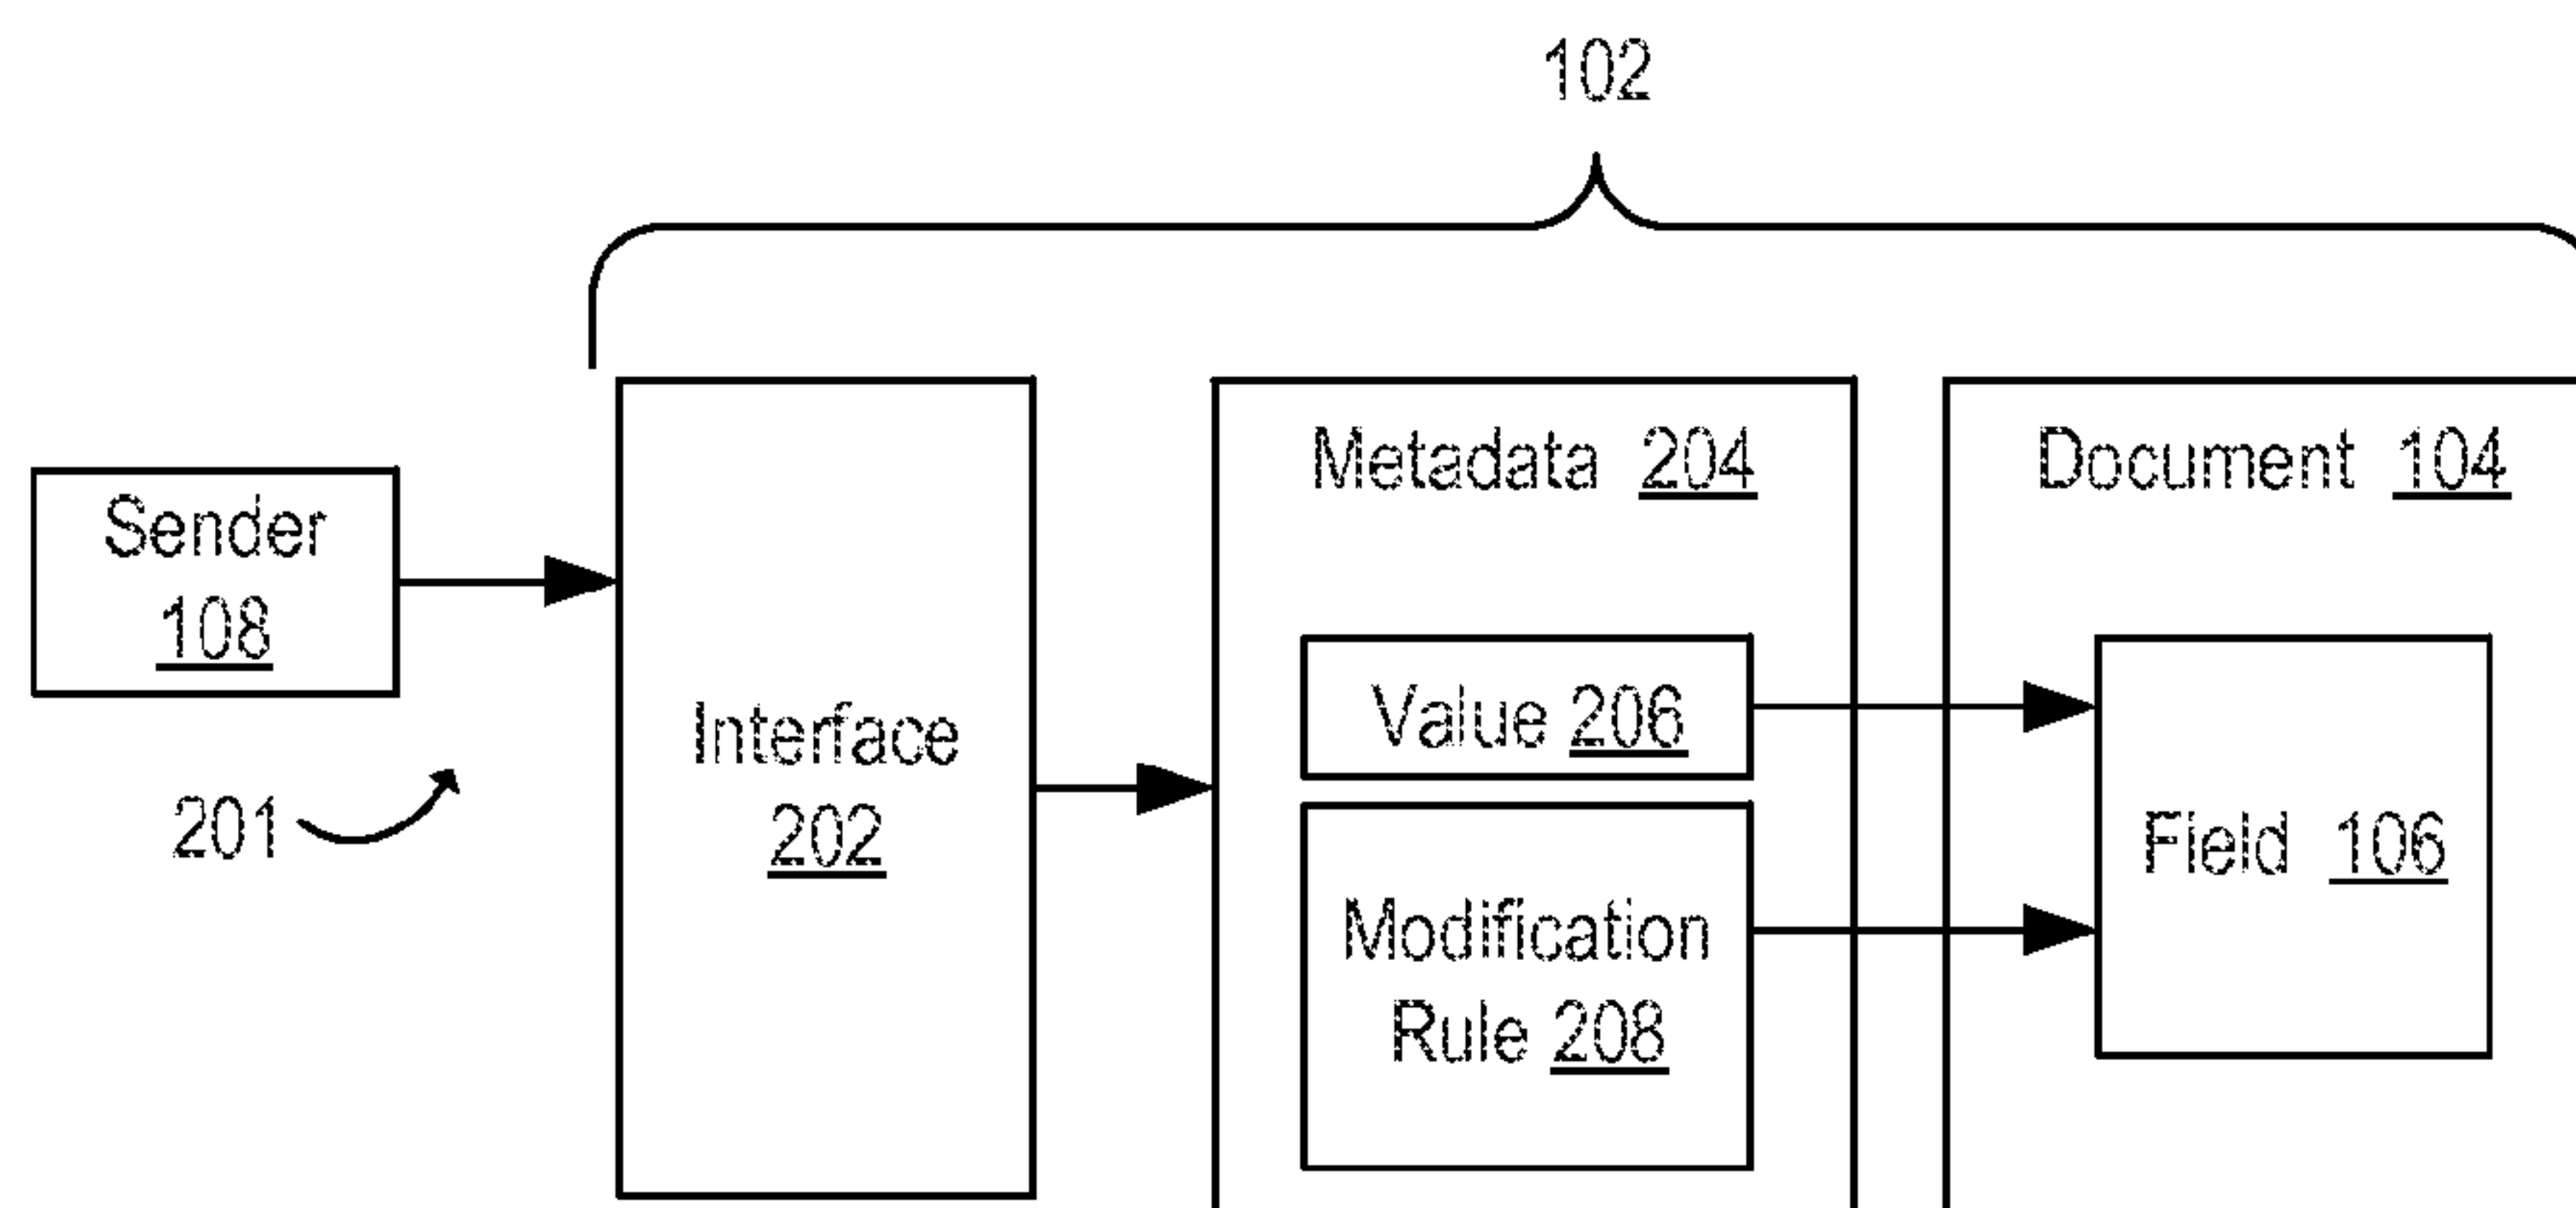 102
Sender
108
201
Interface
202
Metadata 204
Value 206
Modification
Rule 208
Document 104
Field 106